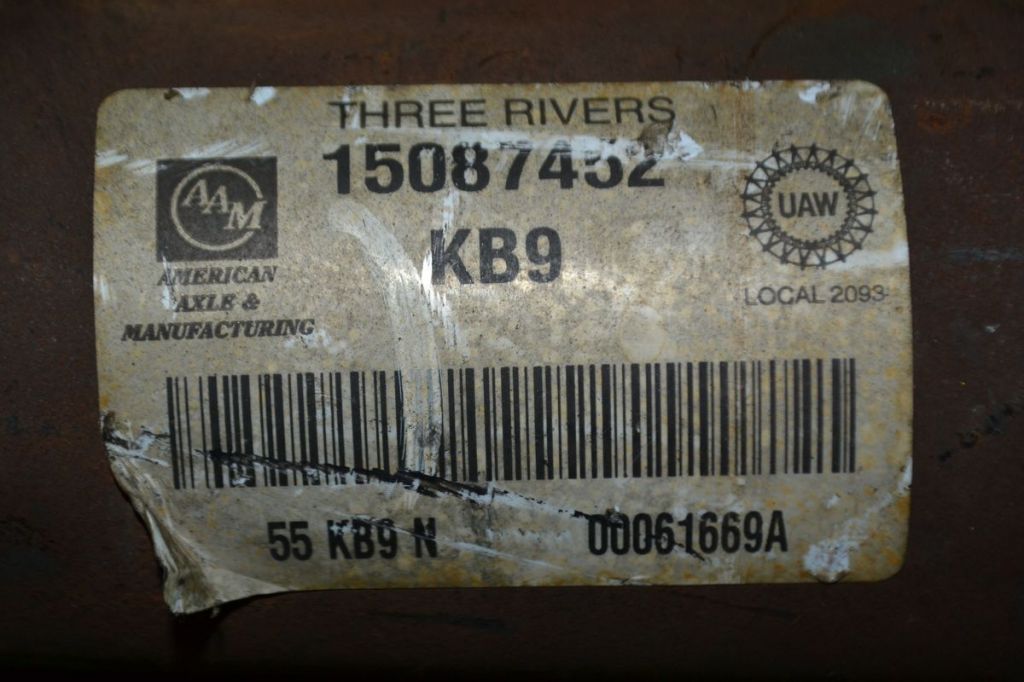 THREE RIVERS
15087452
KB9
AAM
AMERICAN
AXLE &
MANUFACTURING
UAW
LOCAL 2093
55 KB9 N
00061669A